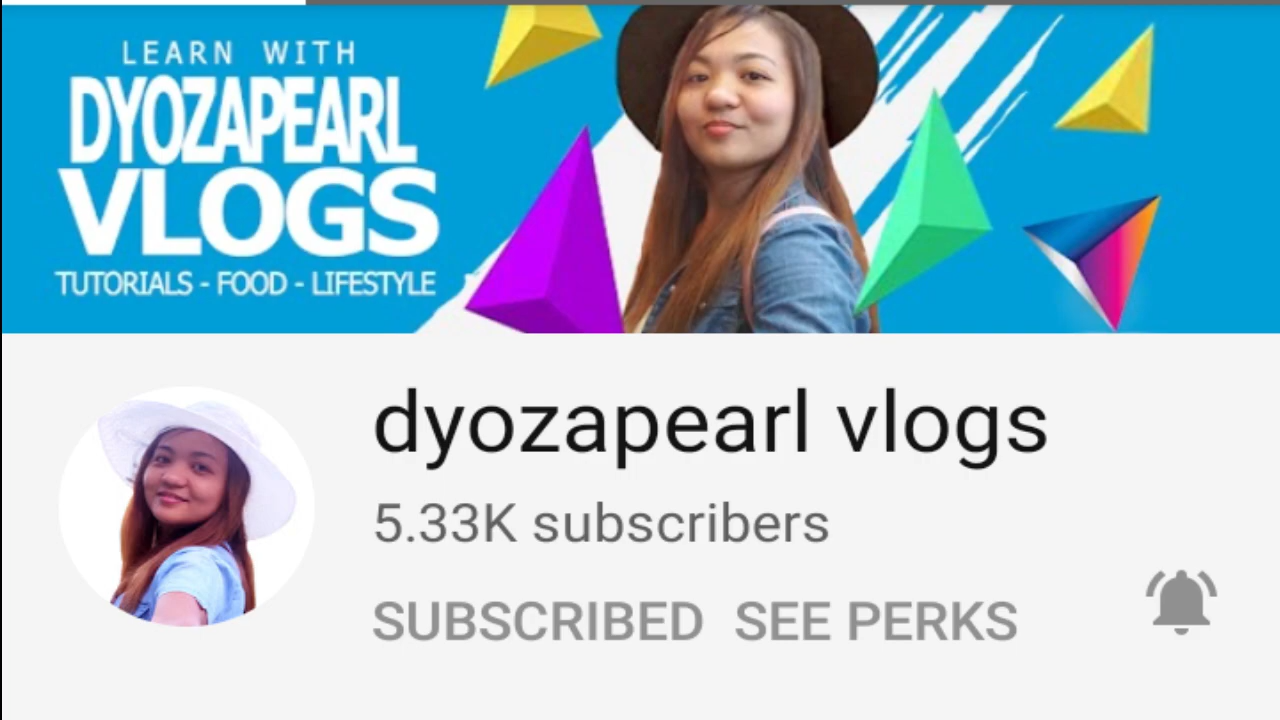 LEARN WITH
DYOZAPEARL
VLOGS
TUTORIALS - FOOD - LIFESTYLE
dyozapearl vlogs
5.33K subscribers
SUBSCRIBED SEE PERKS